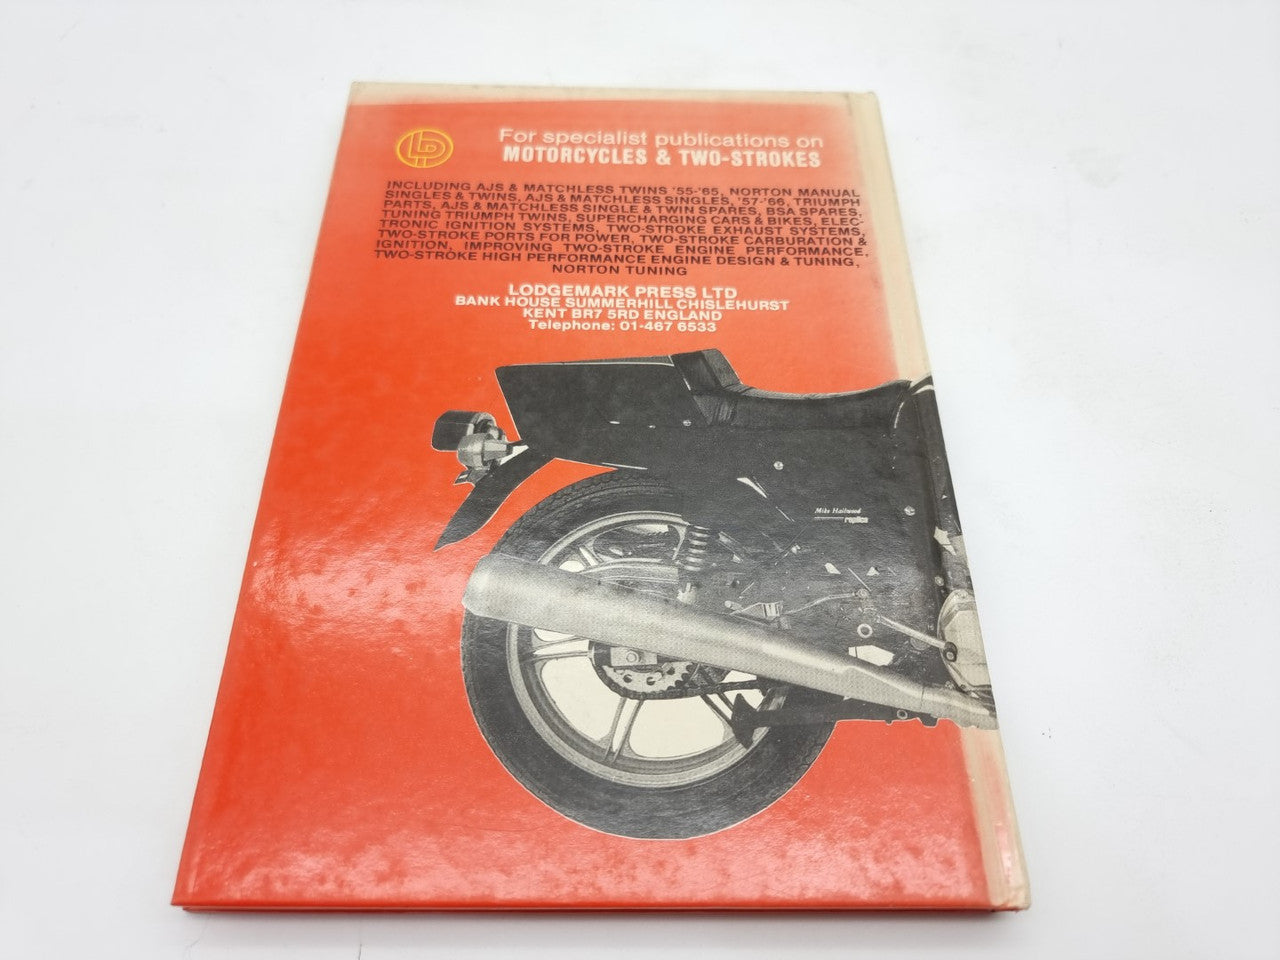 LP
For specialist publications on
MOTORCYCLES & TWO-STROKES
INCLUDING AJS & MATCHLESS TWINS '55-'65, NORTON MANUAL
SINGLES & TWINS, AJS & MATCHLESS SINGLES, '57-'66, TRIUMPH
PARTS, AJS & MATCHLESS SINGLE & TWIN SPARES, BSA SPARES,
TUNING TRIUMPH TWINS, SUPERCHARGING CARS & BIKES, ELEC-
TRONIC IGNITION SYSTEMS, TWO-STROKE EXHAUST SYSTEMS,
TWO-STROKE PORTS FOR POWER, TWO-STROKE CARBURATION &
IGNITION, IMPROVING TWO-STROKE ENGINE PERFORMANCE,
TWO-STROKE HIGH PERFORMANCE ENGINE DESIGN & TUNING,
NORTON TUNING
LODGEMARK PRESS LTD
BANK HOUSE SUMMERHILL CHISLEHURST
KENT BR7 5RD ENGLAND
Telephone: 01-467 6533
Mike Hailwood
replica